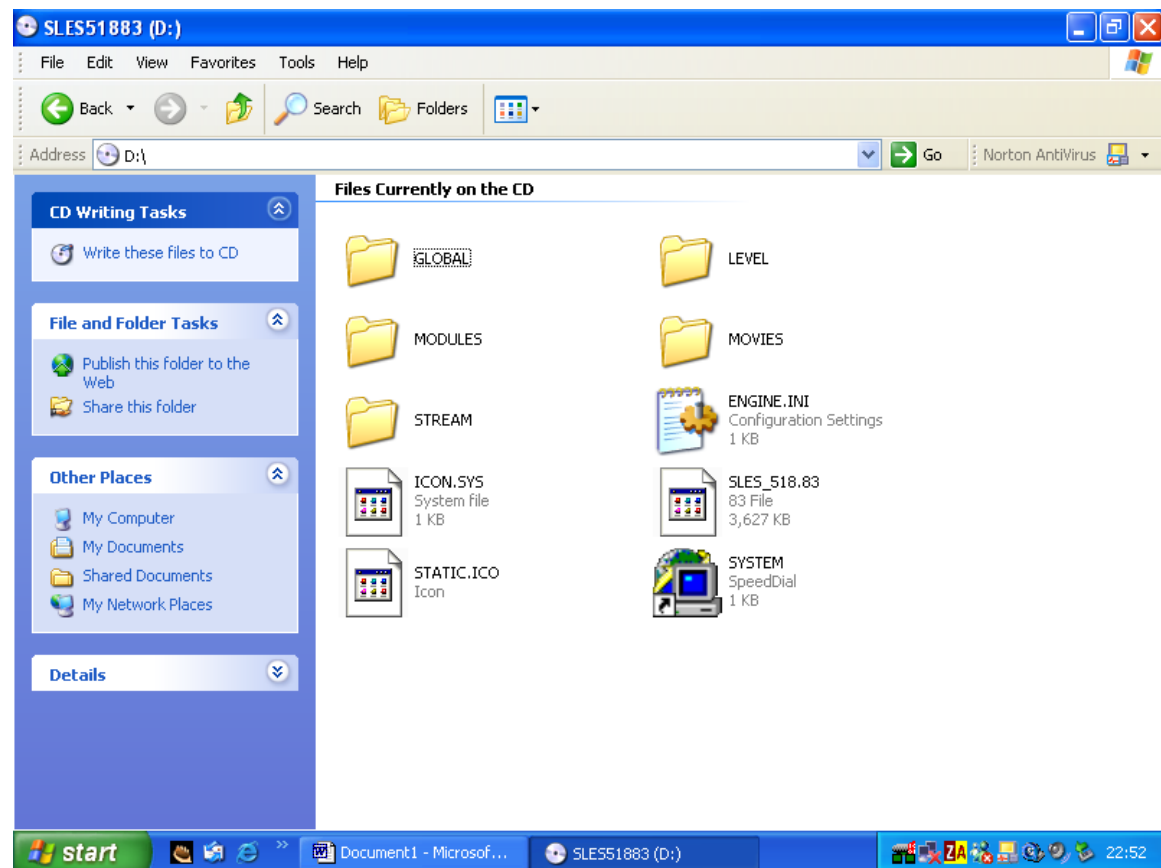 SLES51883 (D:)
File Edit View Favorites Tools Help
Back Search Folders
Address D:\ Go Norton AntiVirus
CD Writing Tasks
Write these files to CD
File and Folder Tasks
Publish this folder to the
Web
Share this folder
Other Places
My Computer
My Documents
Shared Documents
My Network Places
Details
Files Currently on the CD
GLOBAL
LEVEL
MODULES
MOVIES
STREAM
ENGINE.INI
Configuration Settings
1 KB
ICON.SYS
System file
1 KB
SLES_518.83
83 File
3,627 KB
STATIC.ICO
Icon
SYSTEM
SpeedDial
1 KB
start Document1 - Microsof... SLES51883 (D:) ZA 22:52